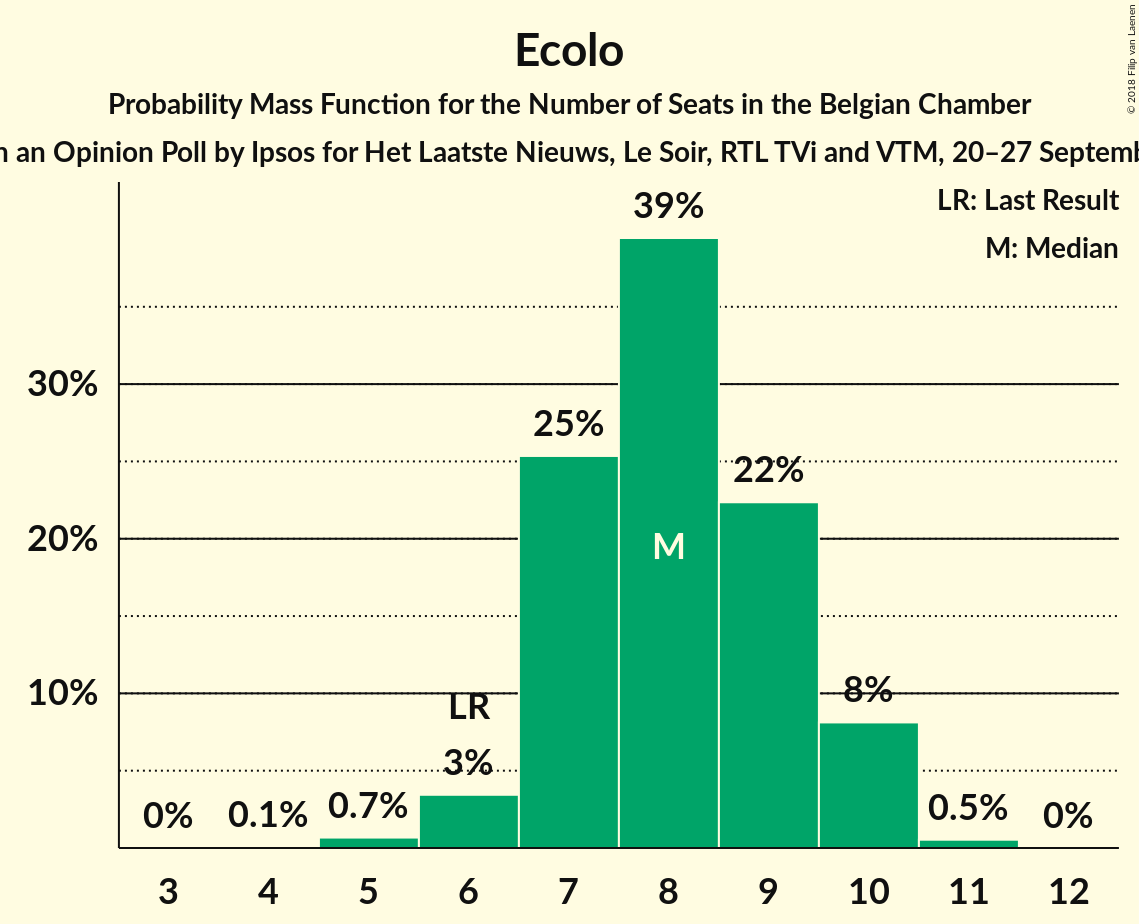 Ecolo
Probability Mass Function for the Number of Seats in the Belgian Chamber
an Opinion Poll by Ipsos for Het Laatste Nieuws, Le Soir, RTL TVi and VTM, 20–27
© 2018 Filip van Laenen
LR: Last Result
M: Median
39%
30%
25%
22%
20%
M
10%
8%
LR
3%
0%
0.1%
0.7%
0.5%
0%
3 4 5 6 7 8 9 10 11 12